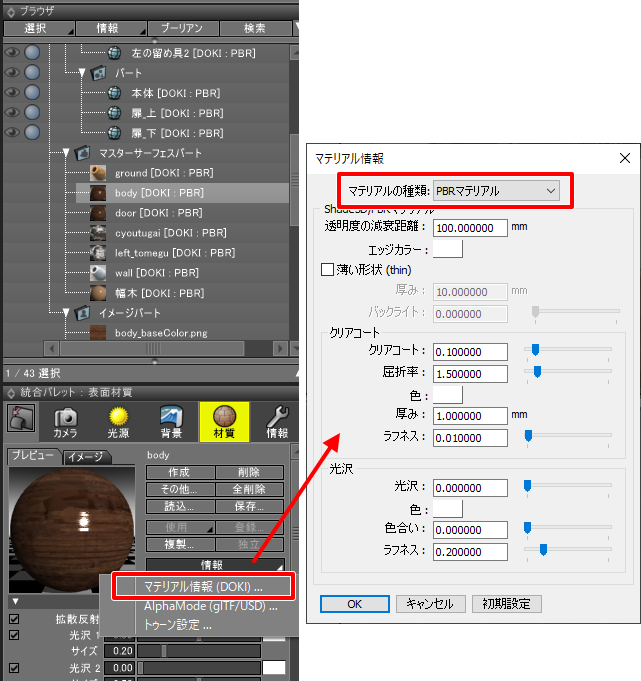 ブラウザ
選択 情報 ブーリアン 検索
左の留め具2 [DOKI : PBR]
パート
本体 [DOKI : PBR]
扉_上 [DOKI : PBR]
扉_下 [DOKI : PBR]
マスターサーフェスパート
ground [DOKI : PBR]
body [DOKI : PBR]
door [DOKI : PBR]
cyoutugai [DOKI : PBR]
left_tomegu [DOKI : PBR]
wall [DOKI : PBR]
幅木 [DOKI : PBR]
イメージパート
body_baseColor.png
1 / 43 選択
統合パレット : 表面材質
カメラ 光源 背景 材質 情報
プレビュー イメージ
body
作成 削除
その他... 全削除
読込... 保存...
使用 登録...
複製... 独立
情報
マテリアル情報 (DOKI) ...
AlphaMode (glTF/USD) ...
トゥーン設定 ...
拡散反射
光沢 1
サイズ 0.20
光沢 2 0.00
サイズ 0.50
マテリアル情報
マテリアルの種類: PBRマテリアル
Shade3D/PBRマテリアル
透明度の減衰距離: 100.000000 mm
エッジカラー:
薄い形状 (thin)
厚み: 10.000000 mm
バックライト: 0.000000
クリアコート
クリアコート: 0.100000
屈折率: 1.500000
色:
厚み: 1.000000 mm
ラフネス: 0.010000
光沢
光沢: 0.000000
色:
色合い: 0.000000
ラフネス: 0.200000
OK キャンセル 初期設定